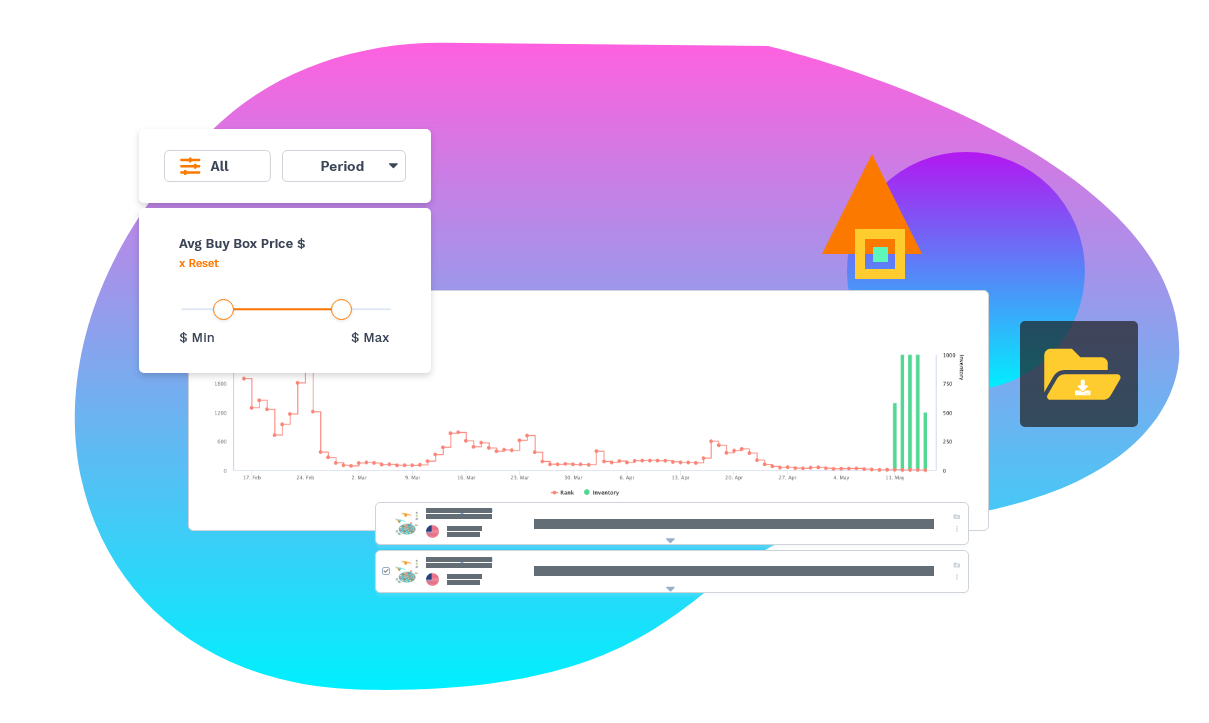 All
Period
Avg Buy Box Price $
x Reset
$ Min
$ Max
1800
1200
600
0
1000
750
500
250
0
Inventory
17. Feb
24. Feb
2. Mar
9. Mar
16. Mar
23. Mar
30. Mar
6. Apr
13. Apr
20. Apr
27. Apr
4. May
11. May
Rank
Inventory